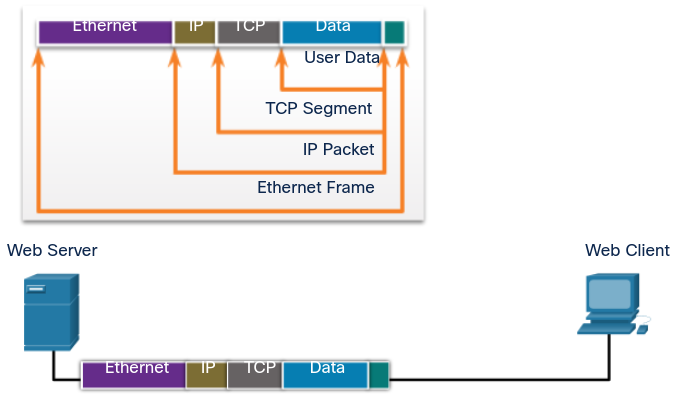 Ethernet IP TCP Data
User Data
TCP Segment
IP Packet
Ethernet Frame
Web Server Web Client
Ethernet IP TCP Data